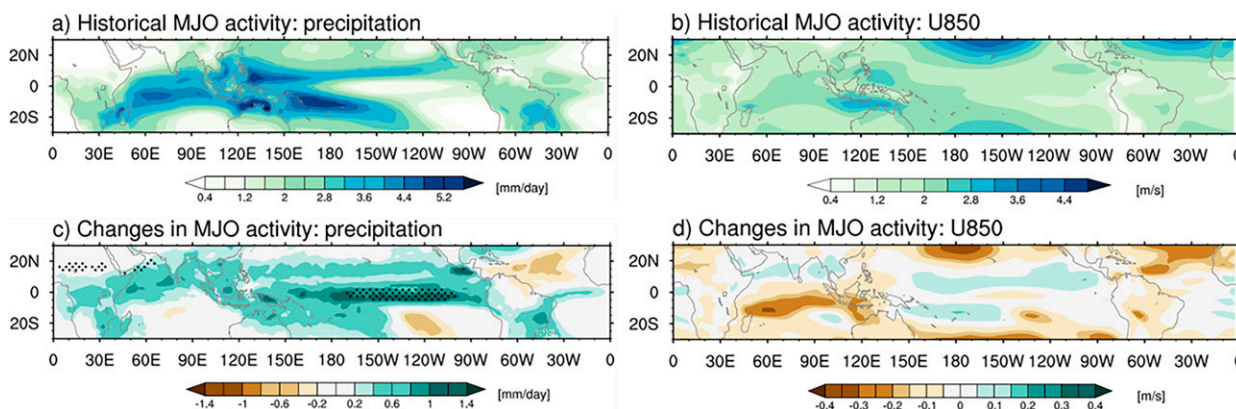 a) Historical MJO activity: precipitation
20N
0
20S
0 30E 60E 90E 120E 150E 180E 150W 120W 90W 60W 30W 0
0.4 1.2 2 2.8 3.6 4.4 5.2 [mm/day]
b) Historical MJO activity: U850
20N
0
20S
0 30E 60E 90E 120E 150E 180W 150W 120W 90W 60W 30W 0
0.4 1.2 2 2.8 3.6 4.4 [m/s]
c) Changes in MJO activity: precipitation
20N
0
20S
0 30E 60E 90E 120E 150E 180E 150W 120W 90W 60W 30W 0
-1.4 -1 -0.6 -0.2 0.2 0.6 1 1.4 [mm/day]
d) Changes in MJO activity: U850
20N
0
20S
0 30E 60E 90E 120E 150E 180W 150W 120W 90W 60W 30W 0
-0.4 -0.3 -0.2 -0.1 0 0.1 0.2 0.3 0.4 [m/s]